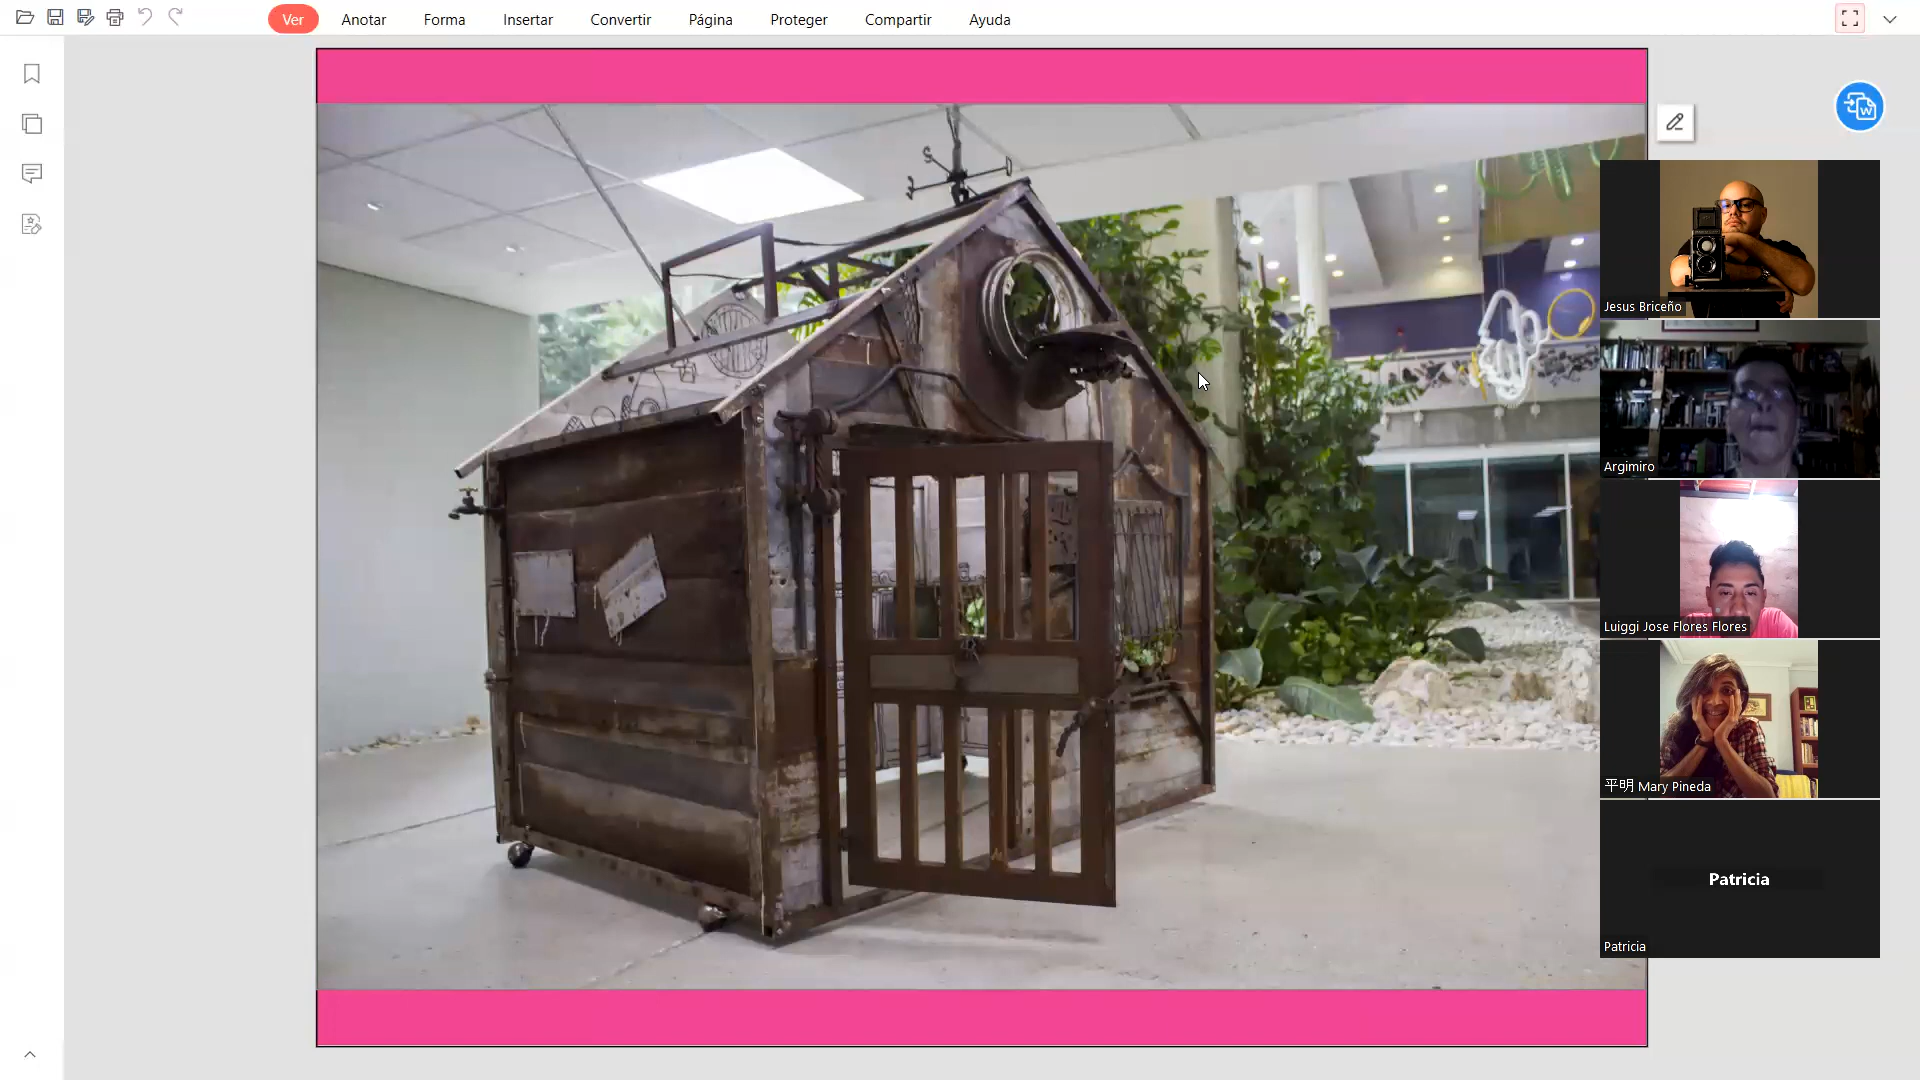 Ver Anotar Forma Insertar Convertir Página Proteger Compartir Ayuda
Jesus Briceño
Argimiro
Luiggi Jose Flores Flores
平明 Mary Pineda
Patricia
Patricia